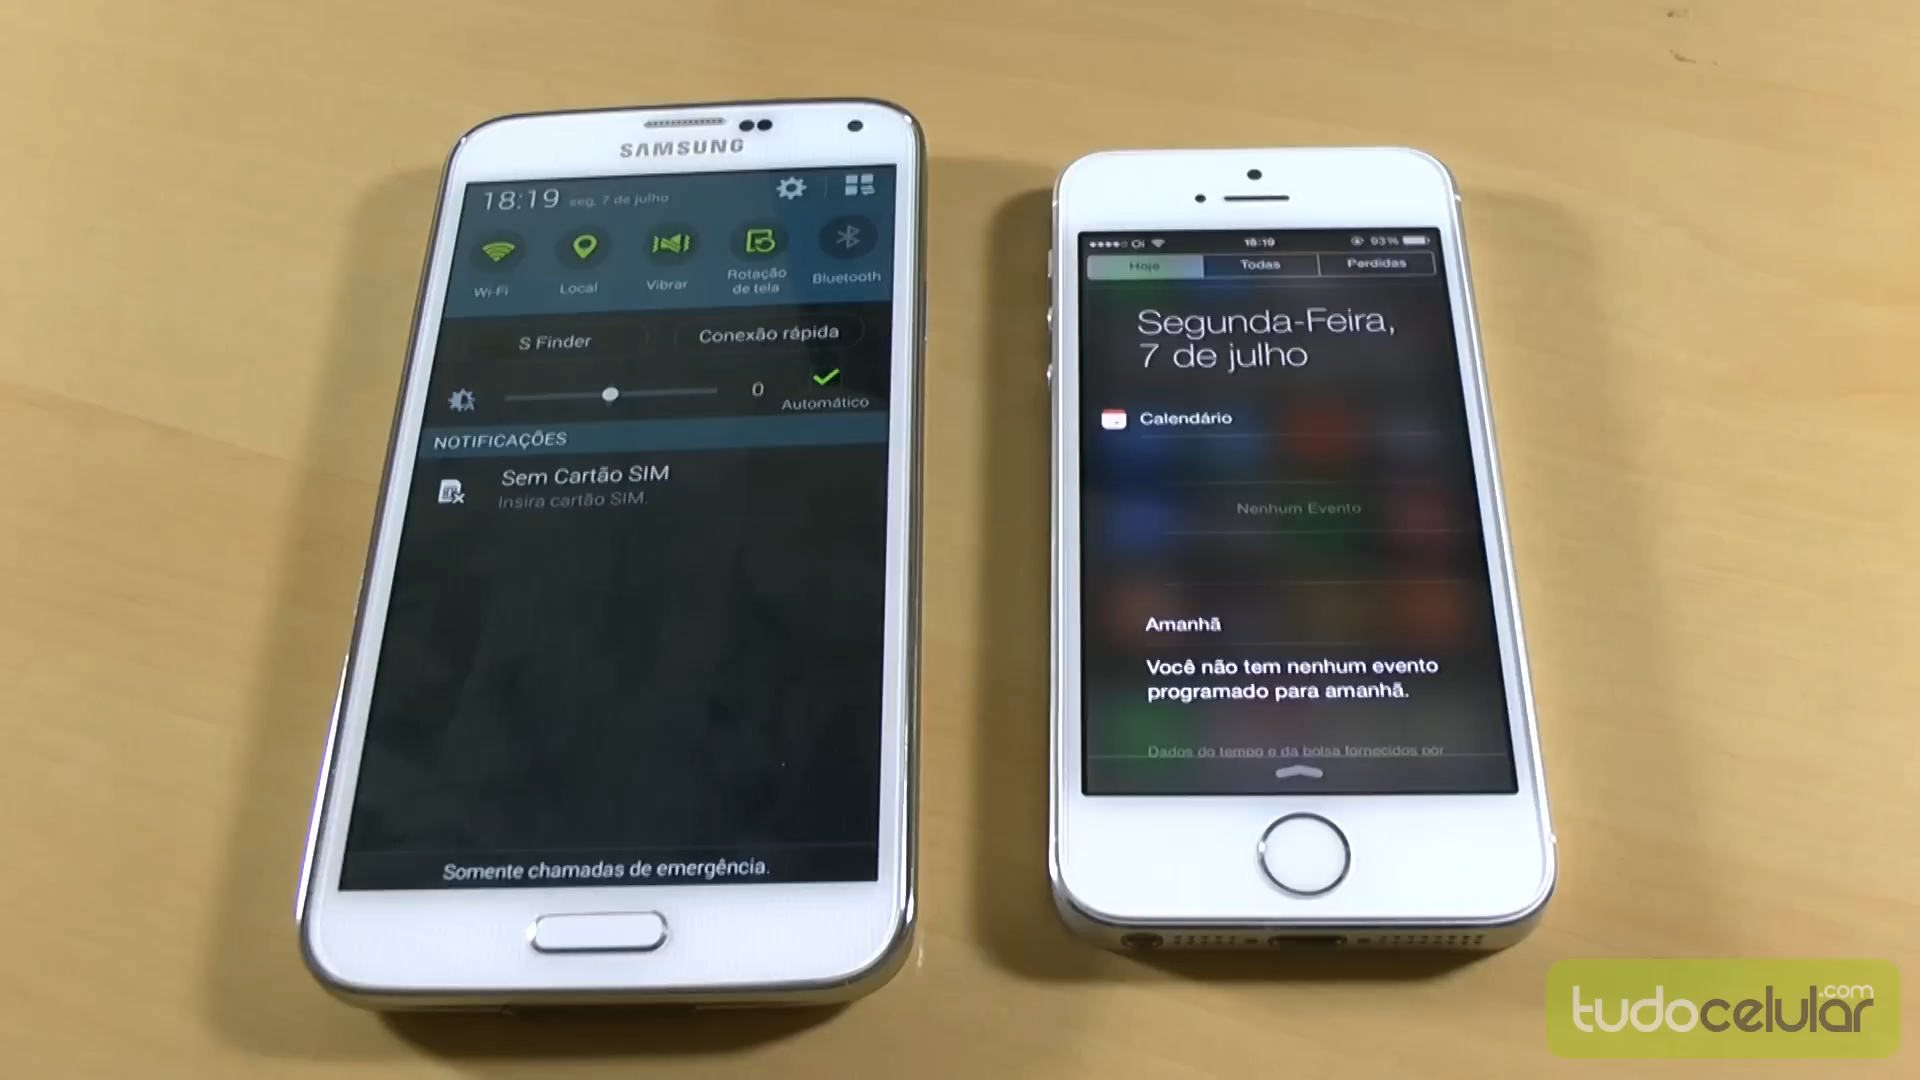 SAMSUNG
18:19 seg. 7 de julho
Wi-Fi
Local
Vibrar
Rotação
de tela
Bluetooth
S Finder
Conexão rápida
0
Automático
NOTIFICAÇÕES
Sem Cartão SIM
Insira cartão SIM.
Somente chamadas de emergência.
Oi 18:19 93%
Hoje Todas Perdidas
Segunda-Feira,
7 de julho
Calendário
Nenhum Evento
Amanhã
Você não tem nenhum evento
programado para amanhã.
Dados do tempo e da bolsa fornecidos por
tudocelular.com